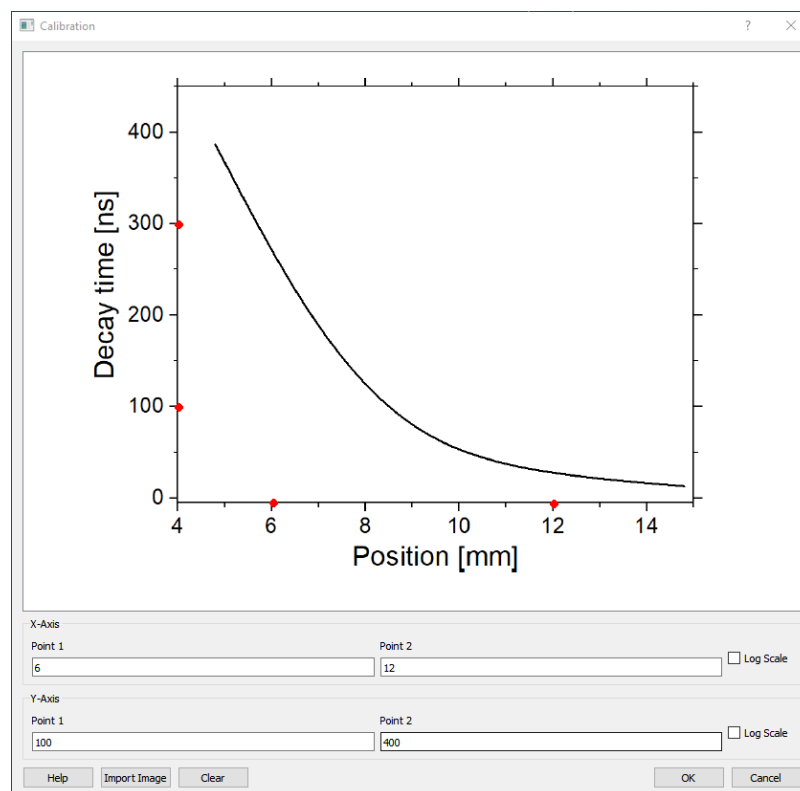 Calibration
?
400
300
200
100
0
Decay time [ns]
4 6 8 10 12 14
Position [mm]
X-Axis
Point 1 Point 2
6 12 Log Scale
Y-Axis
Point 1 Point 2
100 400 Log Scale
Help Import Image Clear OK Cancel